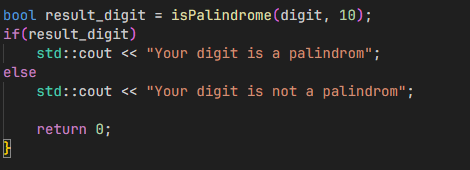 bool result_digit = isPalindrome(digit, 10);
if(result_digit)
    std::cout << "Your digit is a palindrom";
else
    std::cout << "Your digit is not a palindrom";

    return 0;
}